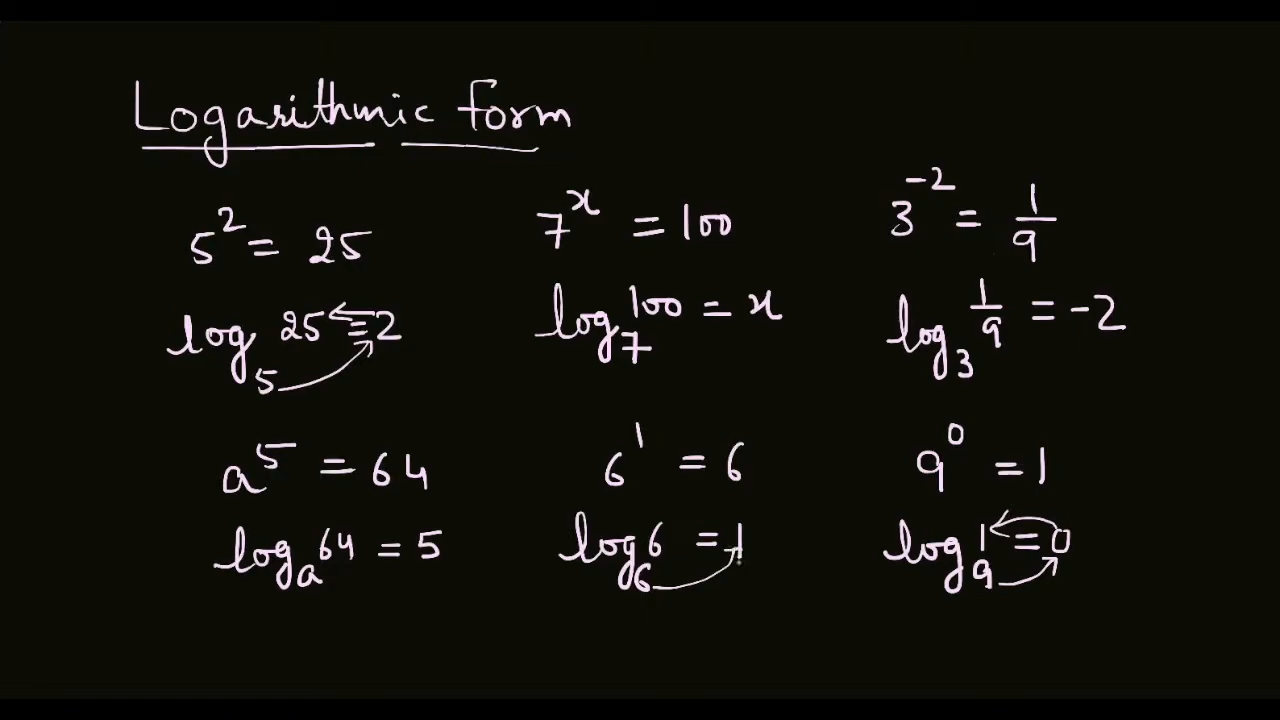 Logarithmic form
5² = 25    7ˣ = 100    3⁻² = 1/9
log₅ 25 = 2    log₇ 100 = x    log₃ 1/9 = -2
a⁵ = 64    6¹ = 6    9⁰ = 1
logₐ 64 = 5    log₆ 6 = 1    log₉ 1 = 0